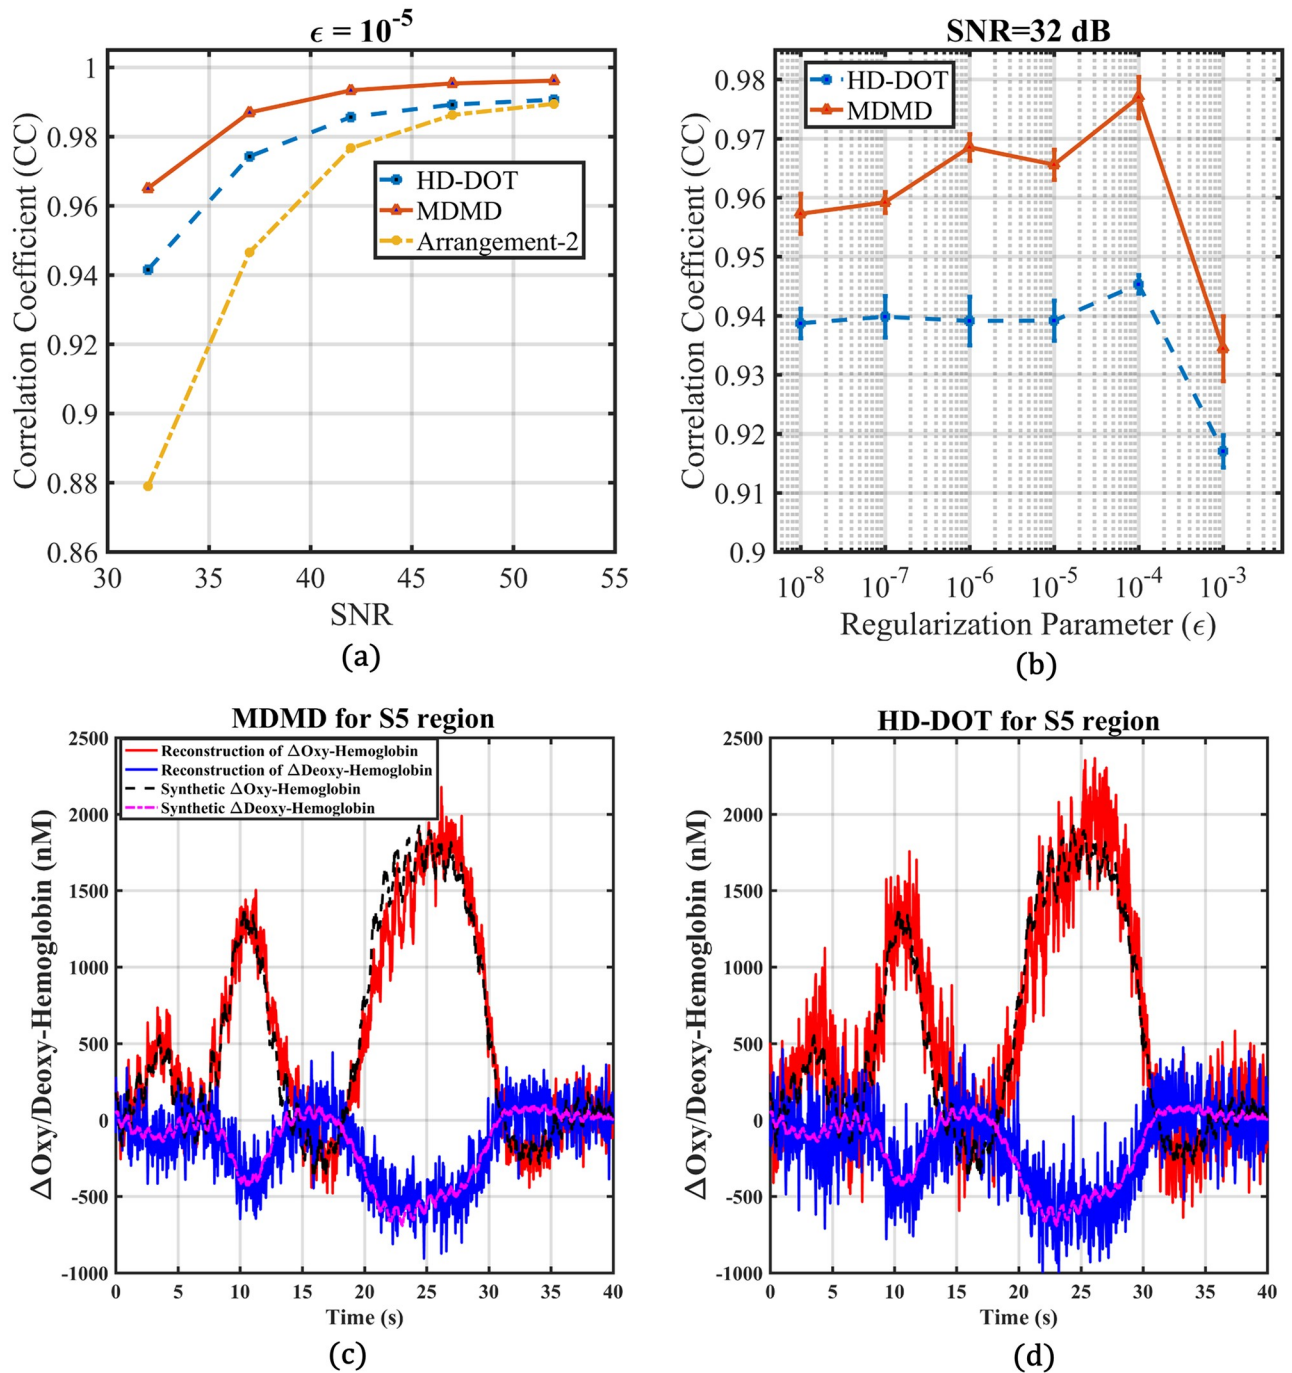 ϵ = 10^-5
1
0.98
0.96
0.94
0.92
0.9
0.88
0.86
Correlation Coefficient (CC)
HD-DOT
MDMD
Arrangement-2
30 35 40 45 50 55
SNR
(a)
SNR=32 dB
0.98
0.97
0.96
0.95
0.94
0.93
0.92
0.91
0.9
Correlation Coefficient (CC)
HD-DOT
MDMD
10^-8 10^-7 10^-6 10^-5 10^-4 10^-3
Regularization Parameter (ϵ)
(b)
MDMD for S5 region
Reconstruction of ΔOxy-Hemoglobin
Reconstruction of ΔDeoxy-Hemoglobin
Synthetic ΔOxy-Hemoglobin
Synthetic ΔDeoxy-Hemoglobin
2500
2000
1500
1000
500
0
-500
-1000
ΔOxy/Deoxy-Hemoglobin (nM)
0 5 10 15 20 25 30 35 40
Time (s)
(c)
HD-DOT for S5 region
2500
2000
1500
1000
500
0
-500
-1000
ΔOxy/Deoxy-Hemoglobin (nM)
0 5 10 15 20 25 30 35 40
Time (s)
(d)